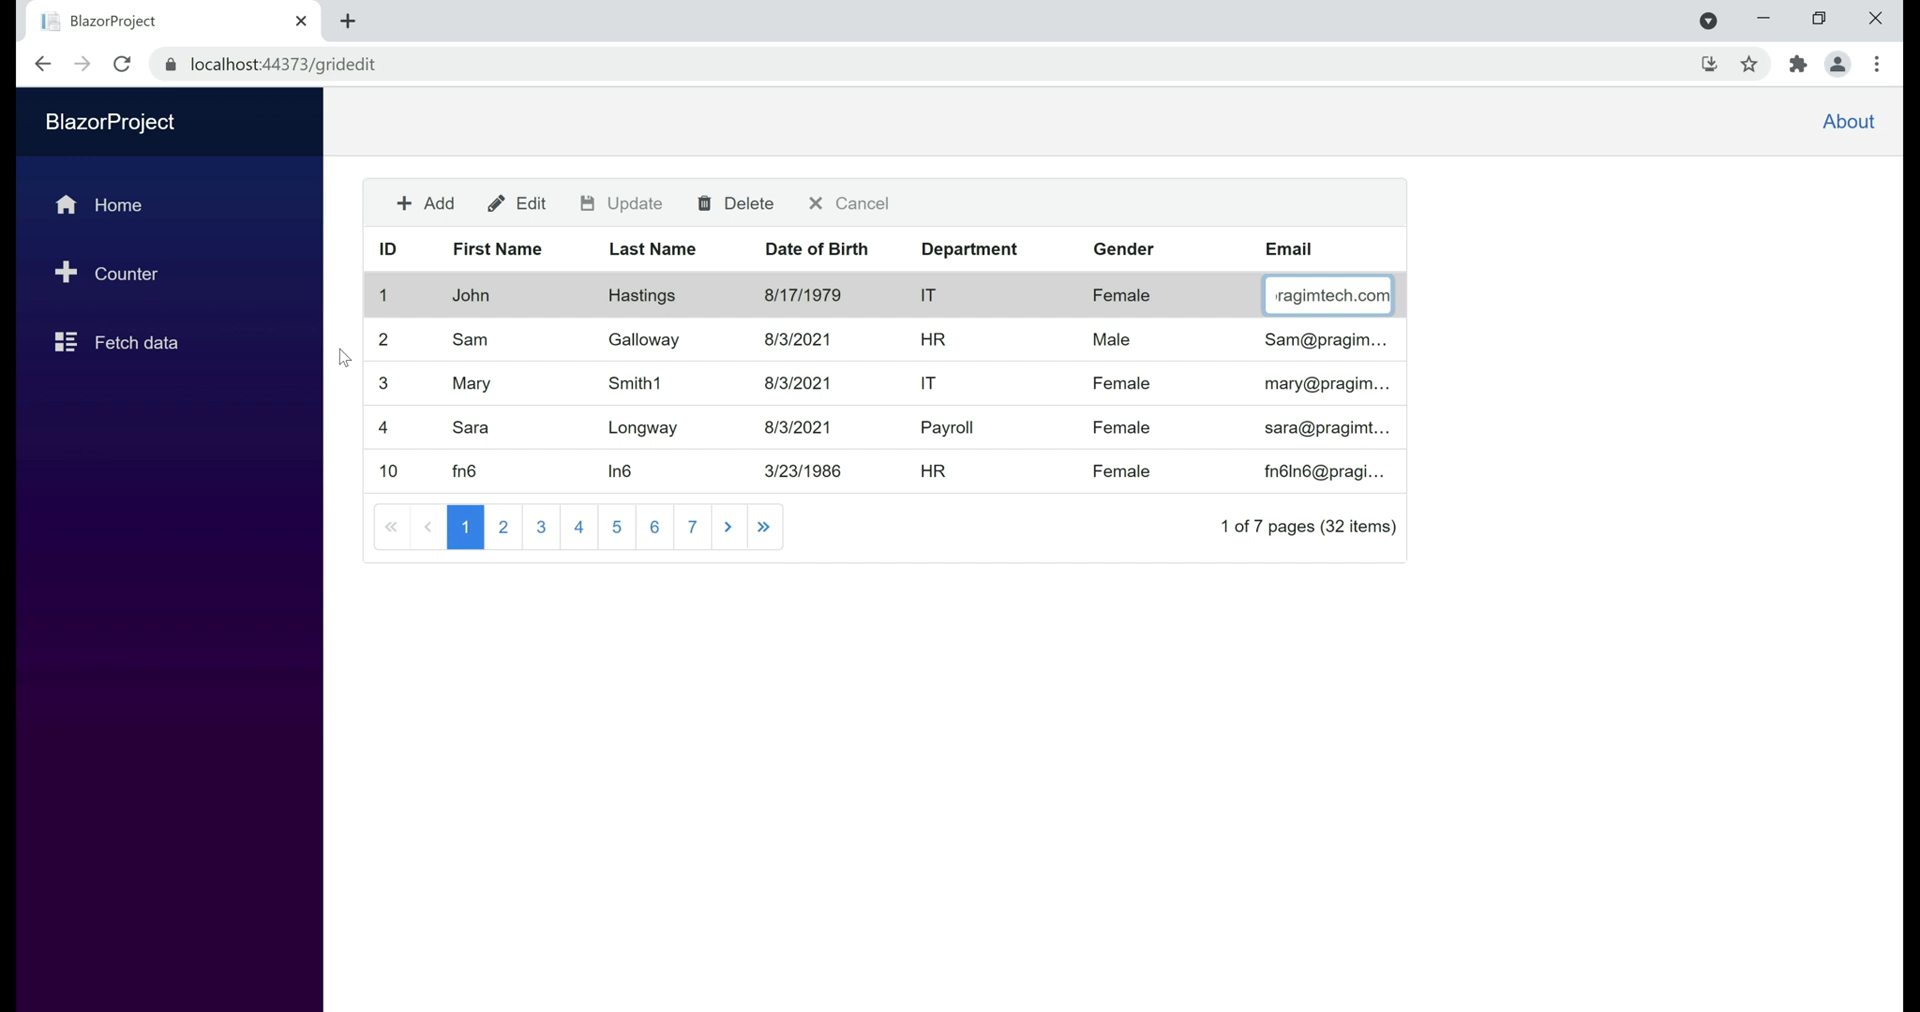 BlazorProject
localhost:44373/gridedit
BlazorProject
About
Home
Counter
Fetch data
Add Edit Update Delete Cancel
ID First Name Last Name Date of Birth Department Gender Email
1 John Hastings 8/17/1979 IT Female ragimtech.com
2 Sam Galloway 8/3/2021 HR Male Sam@pragim...
3 Mary Smith1 8/3/2021 IT Female mary@pragim...
4 Sara Longway 8/3/2021 Payroll Female sara@pragimt...
10 fn6 ln6 3/23/1986 HR Female fn6ln6@pragi...
« ‹ 1 2 3 4 5 6 7 › » 1 of 7 pages (32 items)